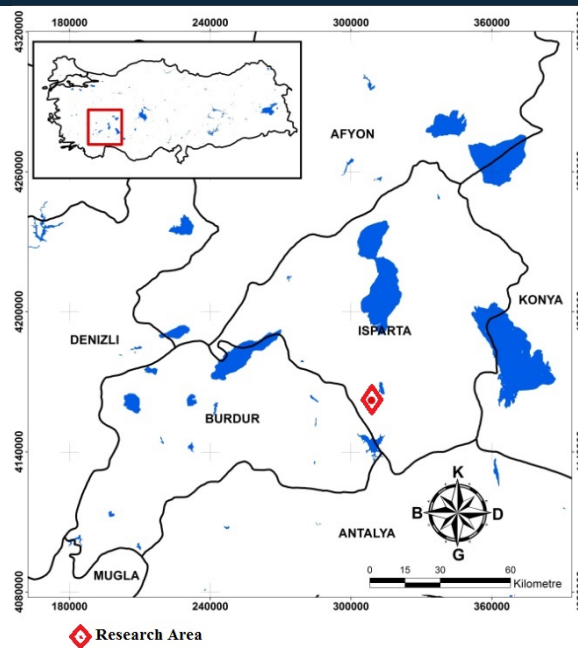 180000 240000 300000 360000
4320000
AFYON
4260000
KONYA
4200000
ISPARTA
DENIZLI
BURDUR
4140000
K
B D
G
ANTALYA
MUGLA
0 15 30 60
Kilometre
4080000
180000 240000 300000 360000
Research Area